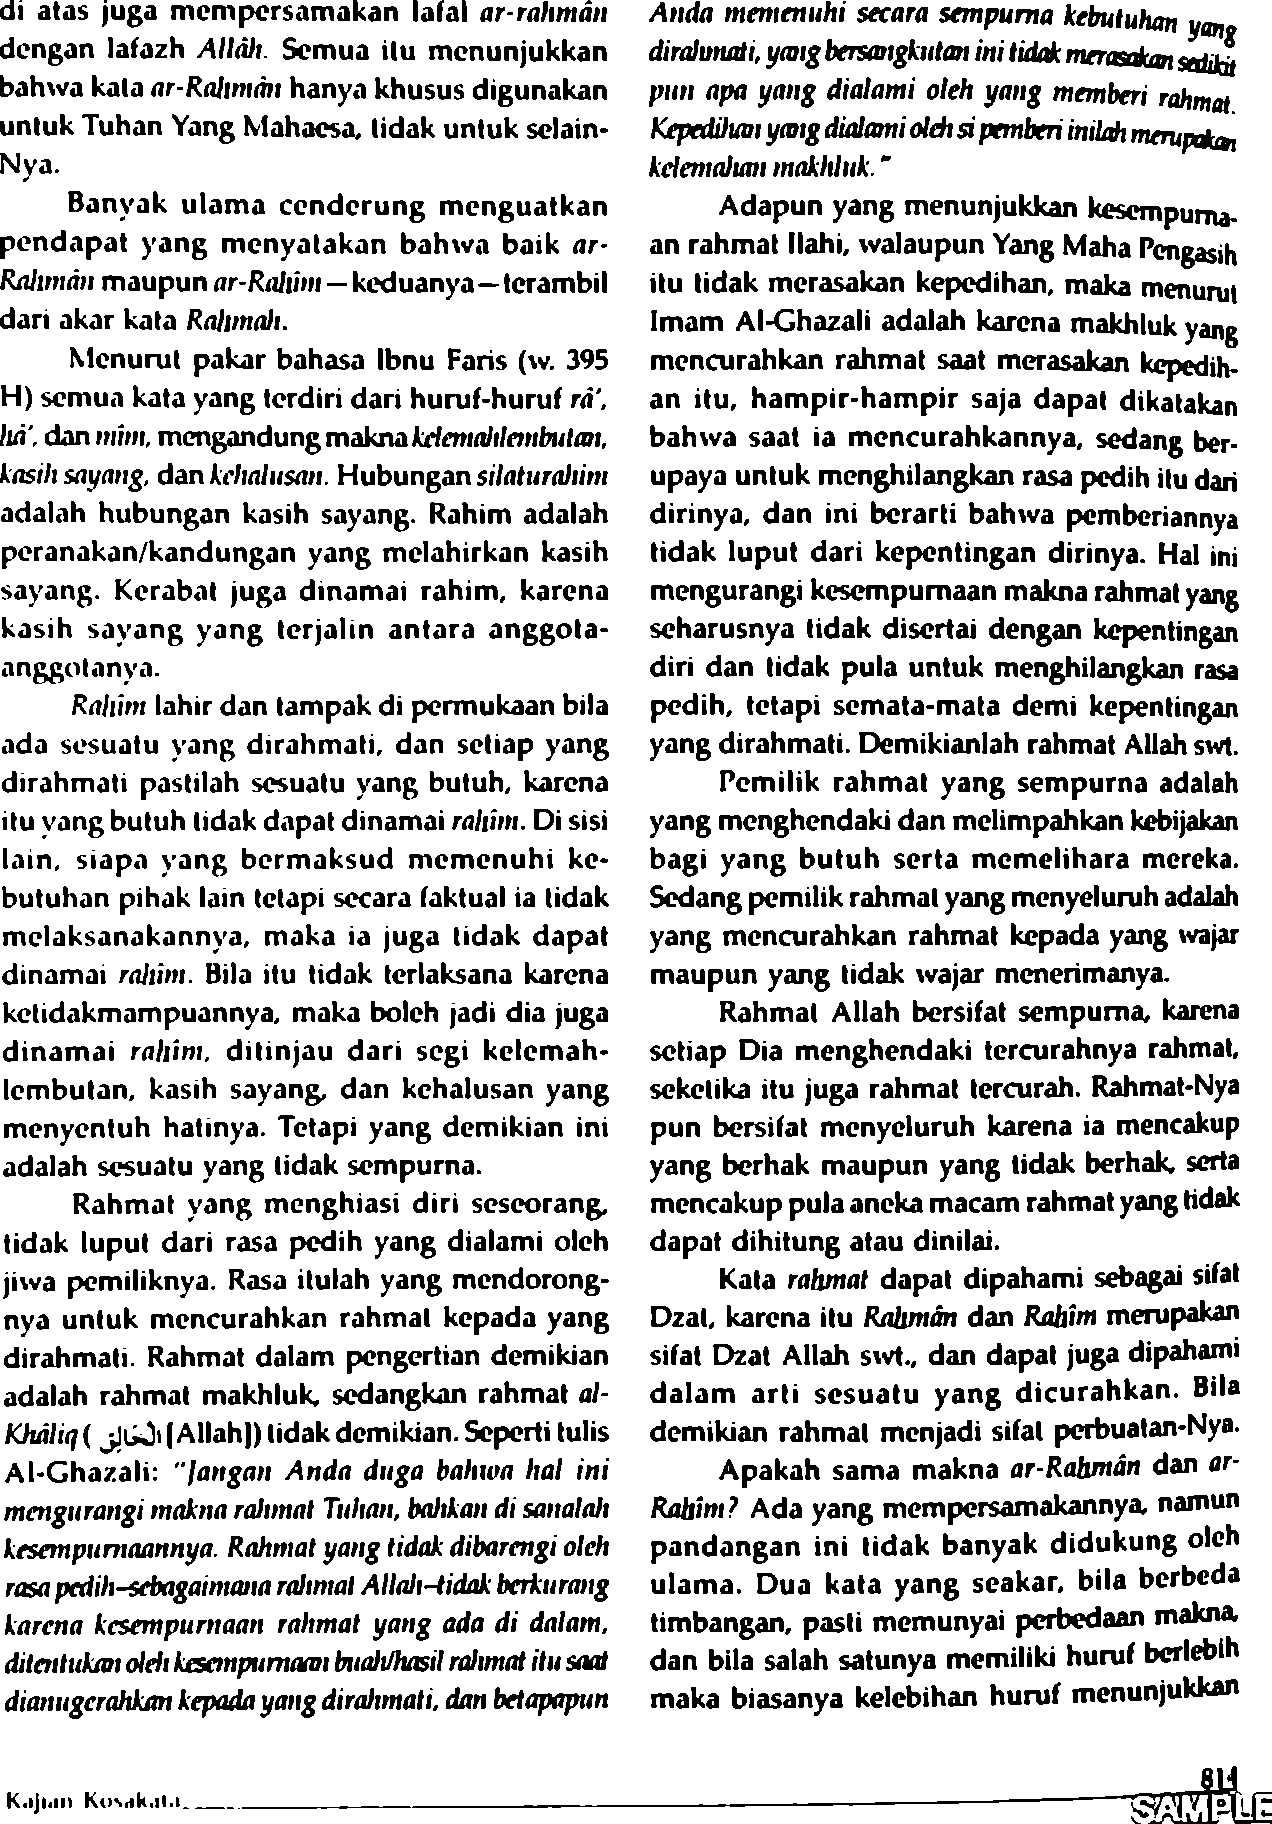 di atas juga mempersamakan lafal ar-rahmân
dengan lafazh Allâh. Semua itu menunjukkan
bahwa kata ar-Rahmân hanya khusus digunakan
untuk Tuhan Yang Mahaesa, tidak untuk selain-
Nya.
Banyak ulama cenderung menguatkan
pendapat yang menyatakan bahwa baik ar-
Rahmân maupun ar-Rahîm — keduanya — terambil
dari akar kata Rahmah.
Menurut pakar bahasa Ibnu Faris (w. 395
H) semua kata yang terdiri dari huruf-huruf râ',
hâ', dan mîm, mengandung makna kelemahlembutan,
kasih sayang, dan kehalusan. Hubungan silaturahim
adalah hubungan kasih sayang. Rahim adalah
peranakan/kandungan yang melahirkan kasih
sayang. Kerabat juga dinamai rahim, karena
kasih sayang yang terjalin antara anggota-
anggotanya.
Rahîm lahir dan tampak di permukaan bila
ada sesuatu yang dirahmati, dan setiap yang
dirahmati pastilah sesuatu yang butuh, karena
itu yang butuh tidak dapat dinamai rahîm. Di sisi
lain, siapa yang bermaksud memenuhi ke-
butuhan pihak lain tetapi secara faktual ia tidak
melaksanakannya, maka ia juga tidak dapat
dinamai rahîm. Bila itu tidak terlaksana karena
ketidakmampuannya, maka boleh jadi dia juga
dinamai rahîm, ditinjau dari segi kelemah-
lembutan, kasih sayang, dan kehalusan yang
menyentuh hatinya. Tetapi yang demikian ini
adalah sesuatu yang tidak sempurna.
Rahmat yang menghiasi diri seseorang,
tidak luput dari rasa pedih yang dialami oleh
jiwa pemiliknya. Rasa itulah yang mendorong-
nya untuk mencurahkan rahmat kepada yang
dirahmati. Rahmat dalam pengertian demikian
adalah rahmat makhluk, sedangkan rahmat al-
Khâliq ( الخالق [Allah]) tidak demikian. Seperti tulis
Al-Ghazali: "Jangan Anda duga bahwa hal ini
mengurangi makna rahmat Tuhan, bahkan di sanalah
kesempurnaannya. Rahmat yang tidak dibarengi oleh
rasa pedih—sebagaimana rahmat Allah—tidak berkurang
karena kesempurnaan rahmat yang ada di dalam,
ditentukan oleh kesempurnaan buah/hasil rahmat itu saat
dianugerahkan kepada yang dirahmati, dan betapapun
Anda memenuhi secara sempurna kebutuhan yang
dirahmati, yang bersangkutan ini tidak merasakan sedikit
pun apa yang dialami oleh yang memberi rahmat.
Kepedihan yang dialami oleh si pemberi inilah merupakan
kelemahan makhluk."
Adapun yang menunjukkan kesempurna-
an rahmat Ilahi, walaupun Yang Maha Pengasih
itu tidak merasakan kepedihan, maka menurut
Imam Al-Ghazali adalah karena makhluk yang
mencurahkan rahmat saat merasakan kepedih-
an itu, hampir-hampir saja dapat dikatakan
bahwa saat ia mencurahkannya, sedang ber-
upaya untuk menghilangkan rasa pedih itu dari
dirinya, dan ini berarti bahwa pemberiannya
tidak luput dari kepentingan dirinya. Hal ini
mengurangi kesempurnaan makna rahmat yang
seharusnya tidak disertai dengan kepentingan
diri dan tidak pula untuk menghilangkan rasa
pedih, tetapi semata-mata demi kepentingan
yang dirahmati. Demikianlah rahmat Allah swt.
Pemilik rahmat yang sempurna adalah
yang menghendaki dan melimpahkan kebijakan
bagi yang butuh serta memelihara mereka.
Sedang pemilik rahmat yang menyeluruh adalah
yang mencurahkan rahmat kepada yang wajar
maupun yang tidak wajar menerimanya.
Rahmat Allah bersifat sempurna, karena
setiap Dia menghendaki tercurahnya rahmat,
seketika itu juga rahmat tercurah. Rahmat-Nya
pun bersifat menyeluruh karena ia mencakup
yang berhak maupun yang tidak berhak, serta
mencakup pula aneka macam rahmat yang tidak
dapat dihitung atau dinilai.
Kata rahmat dapat dipahami sebagai sifat
Dzat, karena itu Rahmân dan Rahîm merupakan
sifat Dzat Allah swt., dan dapat juga dipahami
dalam arti sesuatu yang dicurahkan. Bila
demikian rahmat menjadi sifat perbuatan-Nya.
Apakah sama makna ar-Rahmân dan ar-
Rahîm? Ada yang mempersamakannya, namun
pandangan ini tidak banyak didukung oleh
ulama. Dua kata yang seakar, bila berbeda
timbangan, pasti memunyai perbedaan makna,
dan bila salah satunya memiliki huruf berlebih
maka biasanya kelebihan huruf menunjukkan
Kajian Kosakata
811
SAMPLE